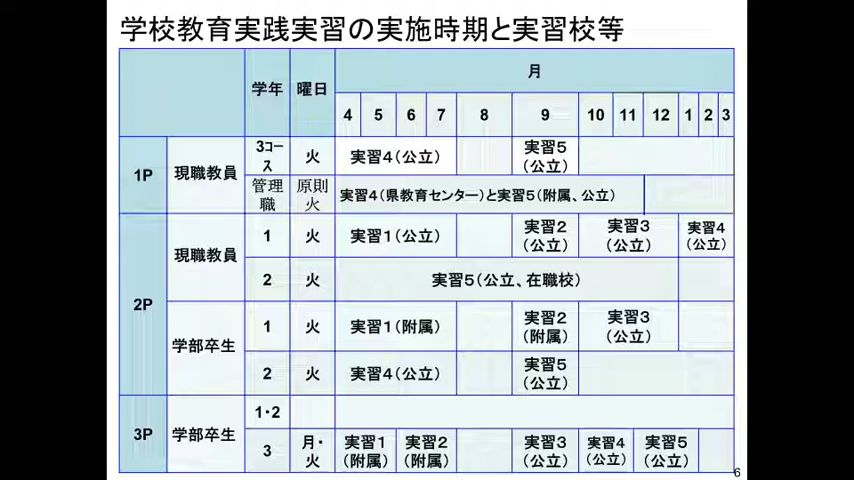 学校教育実践実習の実施時期と実習校等
学年
曜日
月
4 5 6 7 8 9 10 11 12 1 2 3
1P
現職教員
3コー
ス
火
実習4(公立)
実習5
(公立)
管理
職
原則
火
実習4(県教育センター)と実習5(附属、公立)
2P
現職教員
1
火
実習1(公立)
実習2
(公立)
実習3
(公立)
実習4
(公立)
2
火
実習5(公立、在職校)
学部卒生
1
火
実習1(附属)
実習2
(附属)
実習3
(公立)
2
火
実習4(公立)
実習5
(公立)
3P
学部卒生
1・2
3
月・
火
実習1
(附属)
実習2
(附属)
実習3
(公立)
実習4
(公立)
実習5
(公立)
6